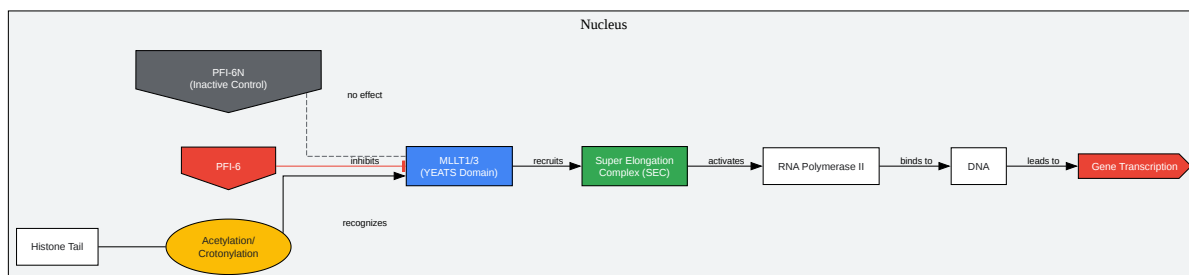 Nucleus
PFI-6N
(Inactive Control)
no effect
PFI-6
inhibits
MLLT1/3
(YEATS Domain)
recruits
Super Elongation
Complex (SEC)
activates
RNA Polymerase II
binds to
DNA
leads to
Gene Transcription
recognizes
Histone Tail
Acetylation/
Crotonylation